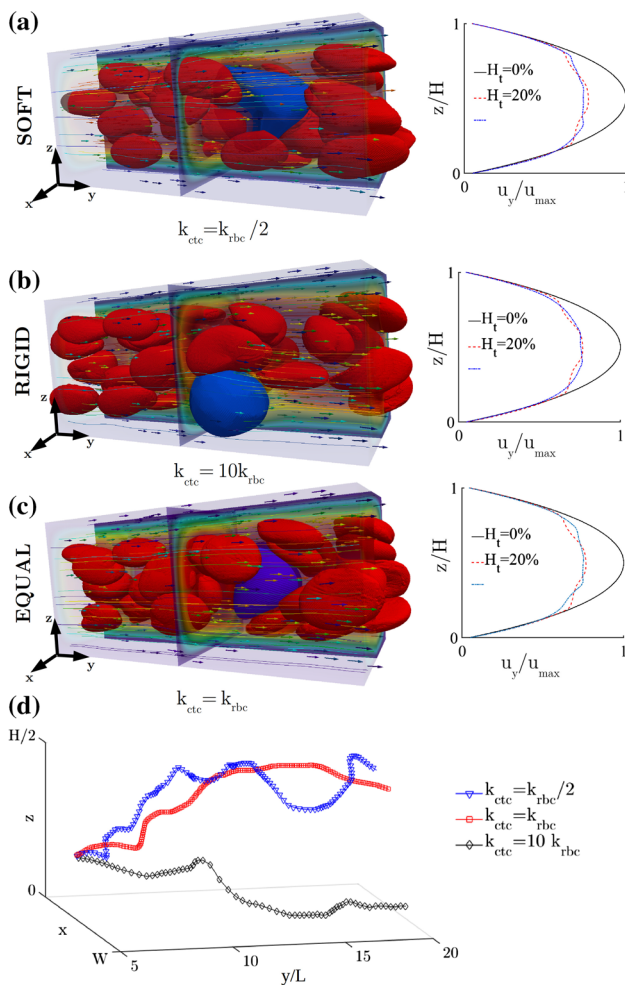 (a)
SOFT
z
x
y
k_ctc=k_rbc/2
1
z/H
0
0
u_y/u_max
1
H_t=0%
H_t=20%
(b)
RIGID
z
x
y
k_ctc=10k_rbc
1
z/H
0
0
u_y/u_max
1
H_t=0%
H_t=20%
(c)
EQUAL
z
x
y
k_ctc=k_rbc
1
z/H
0
0
u_y/u_max
1
H_t=0%
H_t=20%
(d)
H/2
z
0
x
W
5
10
15
20
y/L
k_ctc=k_rbc/2
k_ctc=k_rbc
k_ctc=10 k_rbc